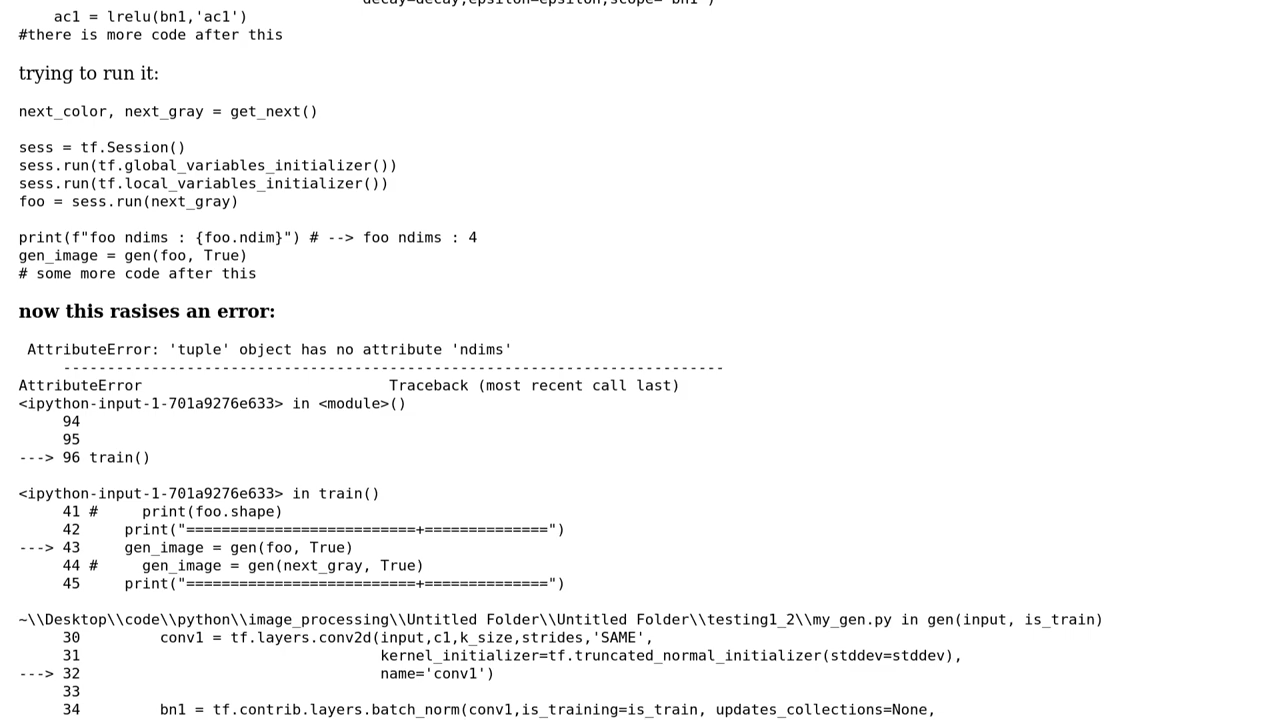 decay=decay,epsilon=epsilon,scope='bn1')
ac1 = lrelu(bn1,'ac1')
#there is more code after this
trying to run it:
next_color, next_gray = get_next()
sess = tf.Session()
sess.run(tf.global_variables_initializer())
sess.run(tf.local_variables_initializer())
foo = sess.run(next_gray)
print(f"foo ndims : {foo.ndim}") # --> foo ndims : 4
gen_image = gen(foo, True)
# some more code after this
now this rasises an error:
AttributeError: 'tuple' object has no attribute 'ndims'
---------------------------------------------------------------------------
AttributeError                            Traceback (most recent call last)
<ipython-input-1-701a9276e633> in <module>()
94
95
---> 96 train()
<ipython-input-1-701a9276e633> in train()
41 #     print(foo.shape)
42     print("==========================+==============")
---> 43     gen_image = gen(foo, True)
44 #     gen_image = gen(next_gray, True)
45     print("==========================+==============")
~\\Desktop\\code\\python\\image_processing\\Untitled Folder\\Untitled Folder\\testing1_2\\my_gen.py in gen(input, is_train)
30         conv1 = tf.layers.conv2d(input,c1,k_size,strides,'SAME',
31                                  kernel_initializer=tf.truncated_normal_initializer(stddev=stddev),
---> 32                                  name='conv1')
33
34         bn1 = tf.contrib.layers.batch_norm(conv1,is_training=is_train, updates_collections=None,